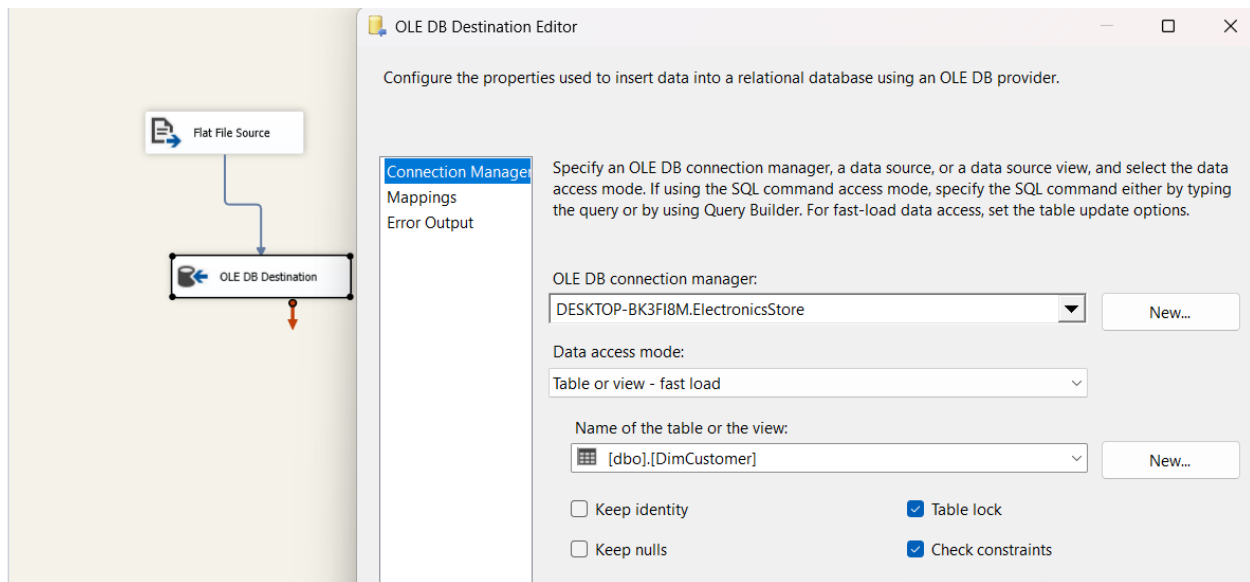 OLE DB Destination Editor
Configure the properties used to insert data into a relational database using an OLE DB provider.
Flat File Source
OLE DB Destination
Connection Manager
Mappings
Error Output
Specify an OLE DB connection manager, a data source, or a data source view, and select the data
access mode. If using the SQL command access mode, specify the SQL command either by typing
the query or by using Query Builder. For fast-load data access, set the table update options.
OLE DB connection manager:
DESKTOP-BK3FI8M.ElectronicsStore
New...
Data access mode:
Table or view - fast load
Name of the table or the view:
[dbo].[DimCustomer]
New...
Keep identity
Table lock
Keep nulls
Check constraints